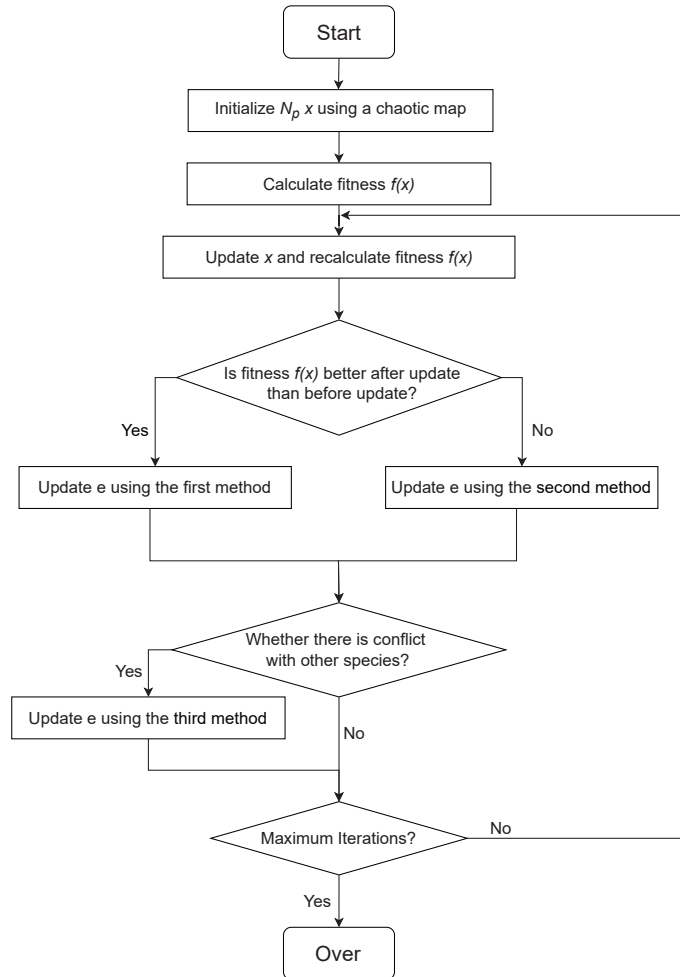 Start
Initialize Np x using a chaotic map
Calculate fitness f(x)
Update x and recalculate fitness f(x)
Is fitness f(x) better after update
than before update?
Yes
No
Update e using the first method
Update e using the second method
Whether there is conflict
with other species?
Yes
Update e using the third method
No
Maximum Iterations?
No
Yes
Over